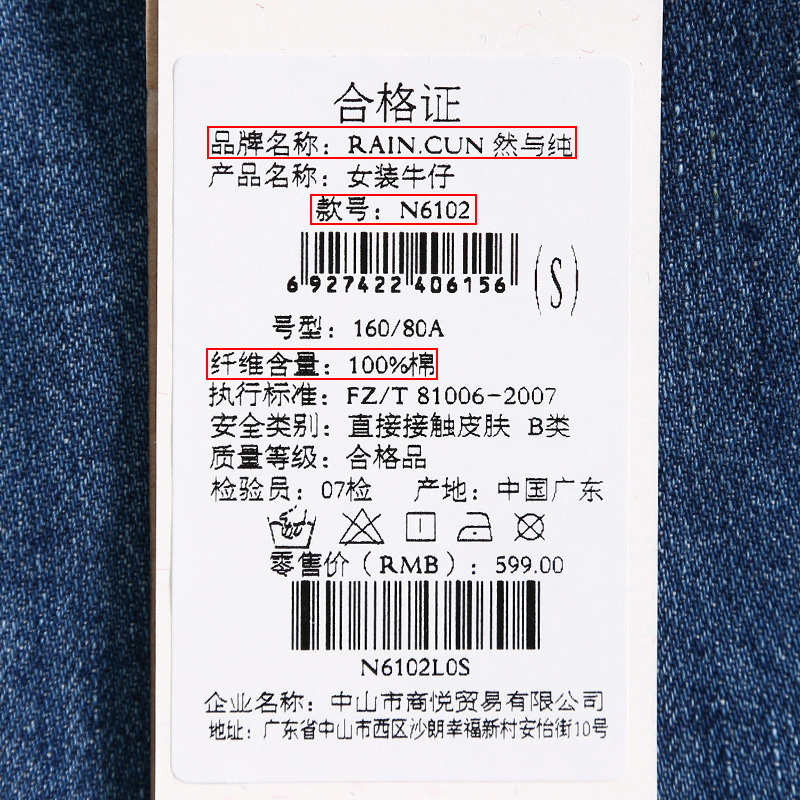 合格证
品牌名称：RAIN.CUN 然与纯
产品名称：女装牛仔
款号：N6102
6 927422 406156
(S)
号型：160/80A
纤维含量：100%棉
执行标准：FZ/T 81006-2007
安全类别：直接接触皮肤 B类
质量等级：合格品
检验员：07检 产地：中国广东
零售价（RMB）：599.00
N6102L0S
企业名称：中山市商悦贸易有限公司
地址：广东省中山市西区沙朗幸福新村安怡街10号